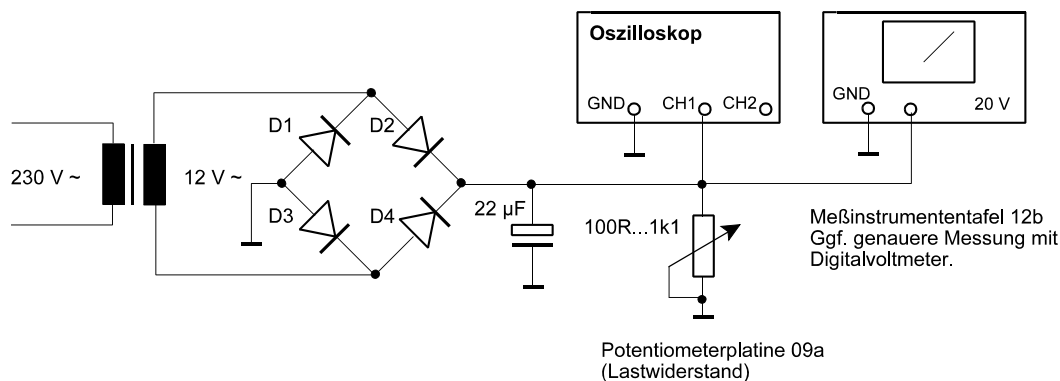 Oszilloskop
GND CH1 CH2
GND
20 V
D1
D2
230 V ~
12 V ~
D3
D4
22 µF
100R...1k1
Meßinstrumententafel 12b
Ggf. genauere Messung mit
Digitalvoltmeter.
Potentiometerplatine 09a
(Lastwiderstand)